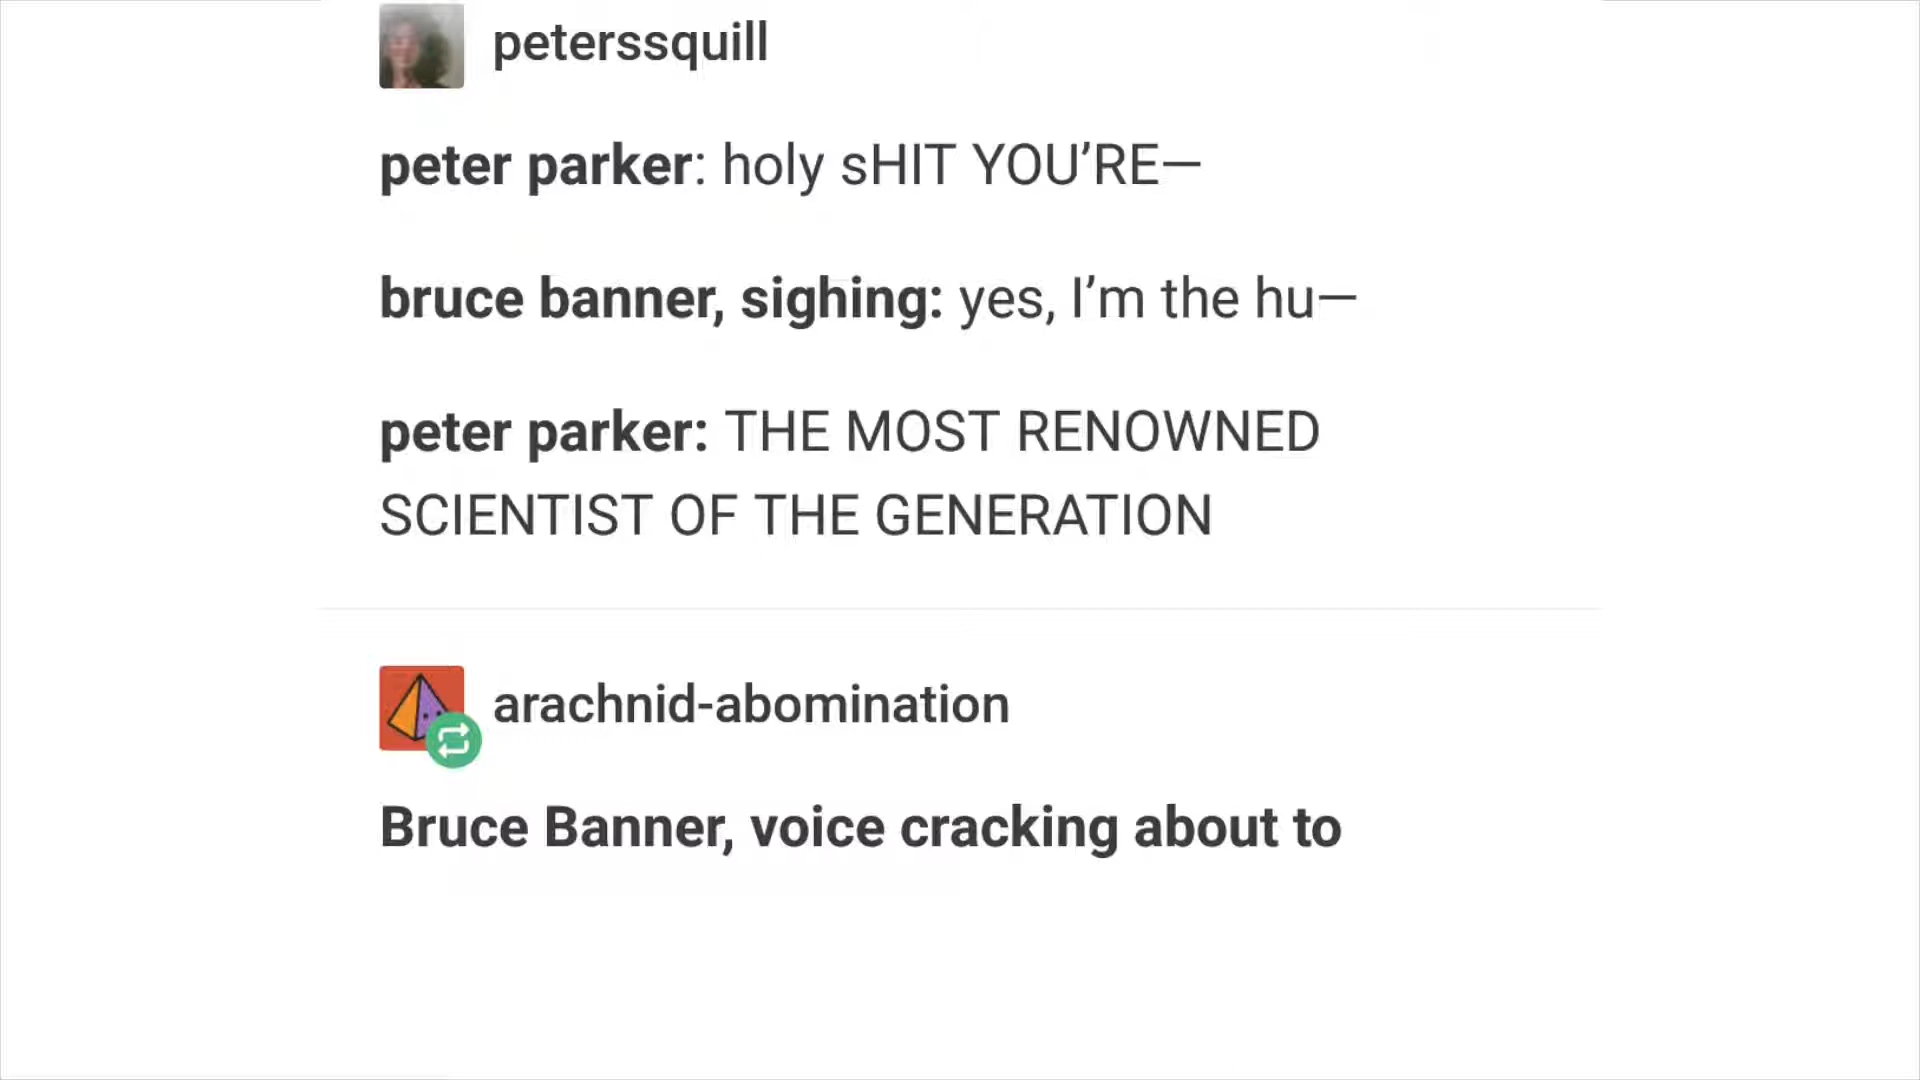 peterssquill
peter parker: holy sHIT YOU’RE—
bruce banner, sighing: yes, I’m the hu—
peter parker: THE MOST RENOWNED
SCIENTIST OF THE GENERATION
arachnid-abomination
Bruce Banner, voice cracking about to